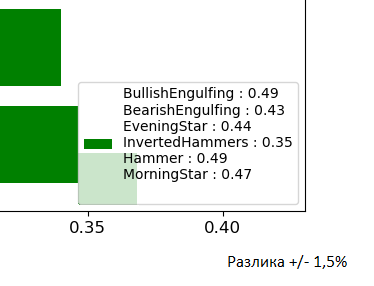 BullishEngulfing : 0.49
BearishEngulfing : 0.43
EveningStar : 0.44
InvertedHammers : 0.35
Hammer : 0.49
MorningStar : 0.47
0.35 0.40
Разлика +/- 1,5%